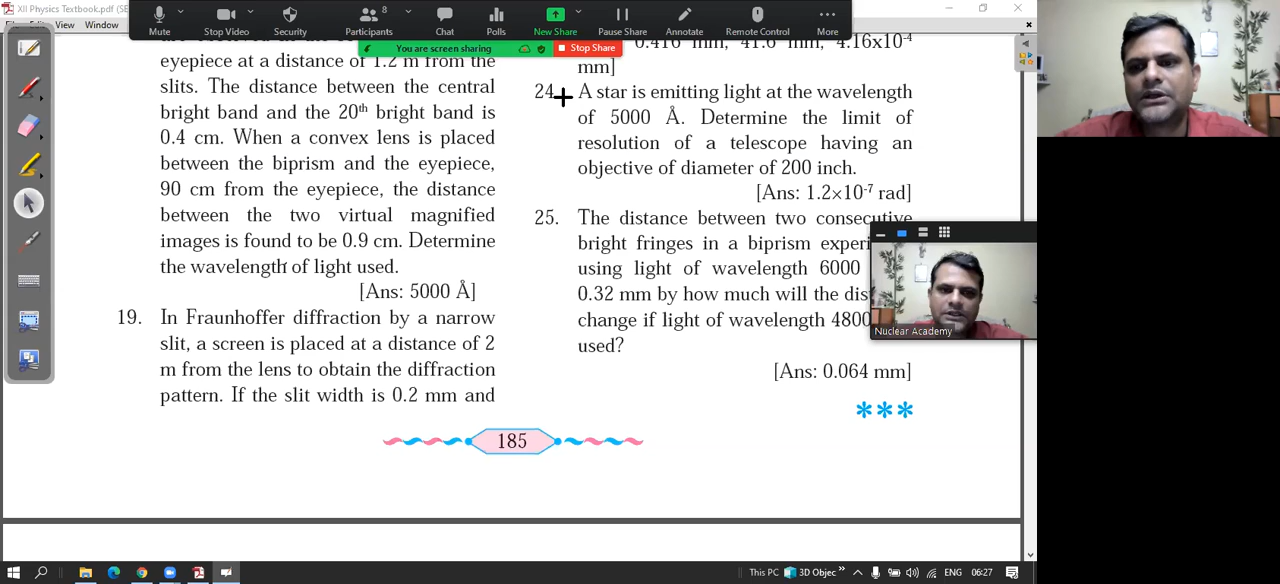 XII Physics Textbook.pdf (SE
View Window
Mute
Stop Video
Security
8
Participants
Chat
Polls
New Share
Pause Share
Annotate
Remote Control
More
You are screen sharing
Stop Share
eyepiece at a distance of 1.2 m from the
slits. The distance between the central
bright band and the 20th bright band is
0.4 cm. When a convex lens is placed
between the biprism and the eyepiece,
90 cm from the eyepiece, the distance
between the two virtual magnified
images is found to be 0.9 cm. Determine
the wavelength of light used.
[Ans: 5000 Å]
19. In Fraunhoffer diffraction by a narrow
slit, a screen is placed at a distance of 2
m from the lens to obtain the diffraction
pattern. If the slit width is 0.2 mm and
0.416 mm, 41.6 mm, 4.16x10-4
mm]
24. A star is emitting light at the wavelength
of 5000 Å. Determine the limit of
resolution of a telescope having an
objective of diameter of 200 inch.
[Ans: 1.2×10-7 rad]
25. The distance between two consecutive
bright fringes in a biprism experi
using light of wavelength 6000
0.32 mm by how much will the dis
change if light of wavelength 4800
used?
[Ans: 0.064 mm]
***
185
Nuclear Academy
This PC
3D Objec
ENG
06:27